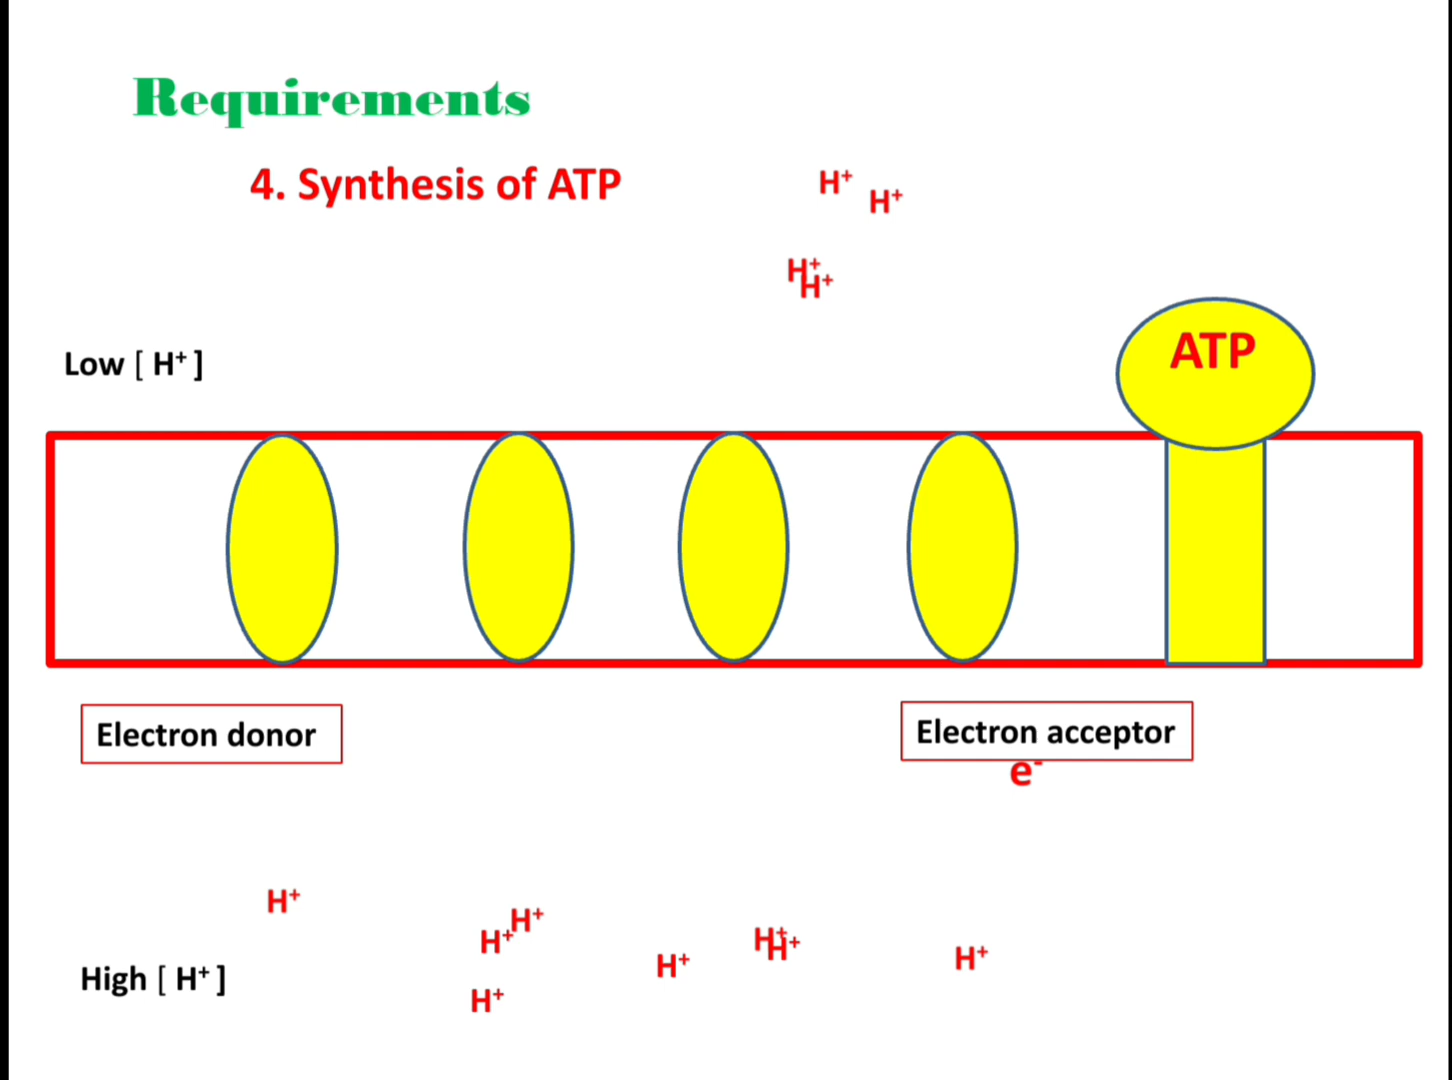 Requirements
4. Synthesis of ATP
H⁺
H⁺
H⁺
H⁺
ATP
Low [ H⁺ ]
Electron donor
Electron acceptor
e⁻
H⁺
H⁺
H⁺
H⁺
H⁺
H⁺
H⁺
High [ H⁺ ]
H⁺